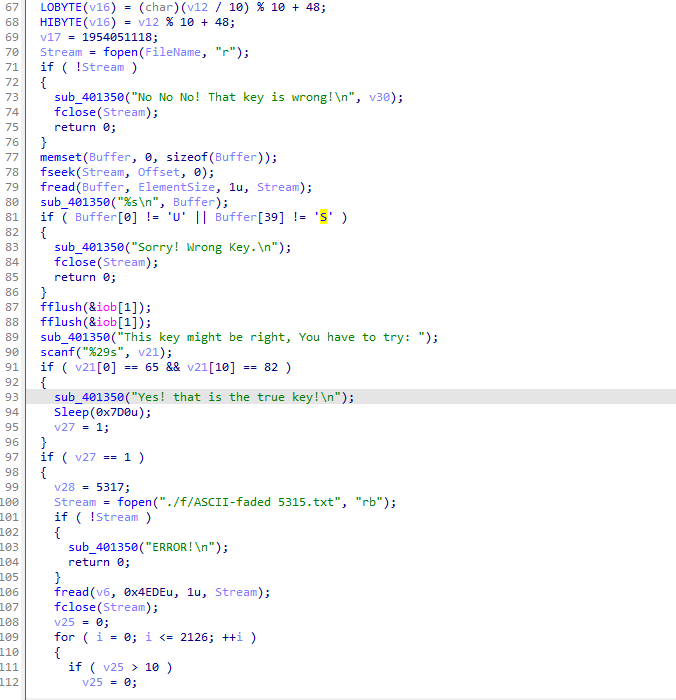 67 LOBYTE(v16) = (char)(v12 / 10) % 10 + 48;
68 HIBYTE(v16) = v12 % 10 + 48;
69 v17 = 1954051118;
70 Stream = fopen(FileName, "r");
71 if ( !Stream )
72 {
73 sub_401350("No No No! That key is wrong!\n", v30);
74 fclose(Stream);
75 return 0;
76 }
77 memset(Buffer, 0, sizeof(Buffer));
78 fseek(Stream, Offset, 0);
79 fread(Buffer, ElementSize, 1u, Stream);
80 sub_401350("%s\n", Buffer);
81 if ( Buffer[0] != 'U' || Buffer[39] != 'S' )
82 {
83 sub_401350("Sorry! Wrong Key.\n");
84 fclose(Stream);
85 return 0;
86 }
87 fflush(&iob[1]);
88 fflush(&iob[1]);
89 sub_401350("This key might be right, You have to try: ");
90 scanf("%29s", v21);
91 if ( v21[0] == 65 && v21[10] == 82 )
92 {
93 sub_401350("Yes! that is the true key!\n");
94 Sleep(0x7D0u);
95 v27 = 1;
96 }
97 if ( v27 == 1 )
98 {
99 v28 = 5317;
100 Stream = fopen("./f/ASCII-faded 5315.txt", "rb");
101 if ( !Stream )
102 {
103 sub_401350("ERROR!\n");
104 return 0;
105 }
106 fread(v6, 0x4EDEu, 1u, Stream);
107 fclose(Stream);
108 v25 = 0;
109 for ( i = 0; i <= 2126; ++i )
110 {
111 if ( v25 > 10 )
112 v25 = 0;